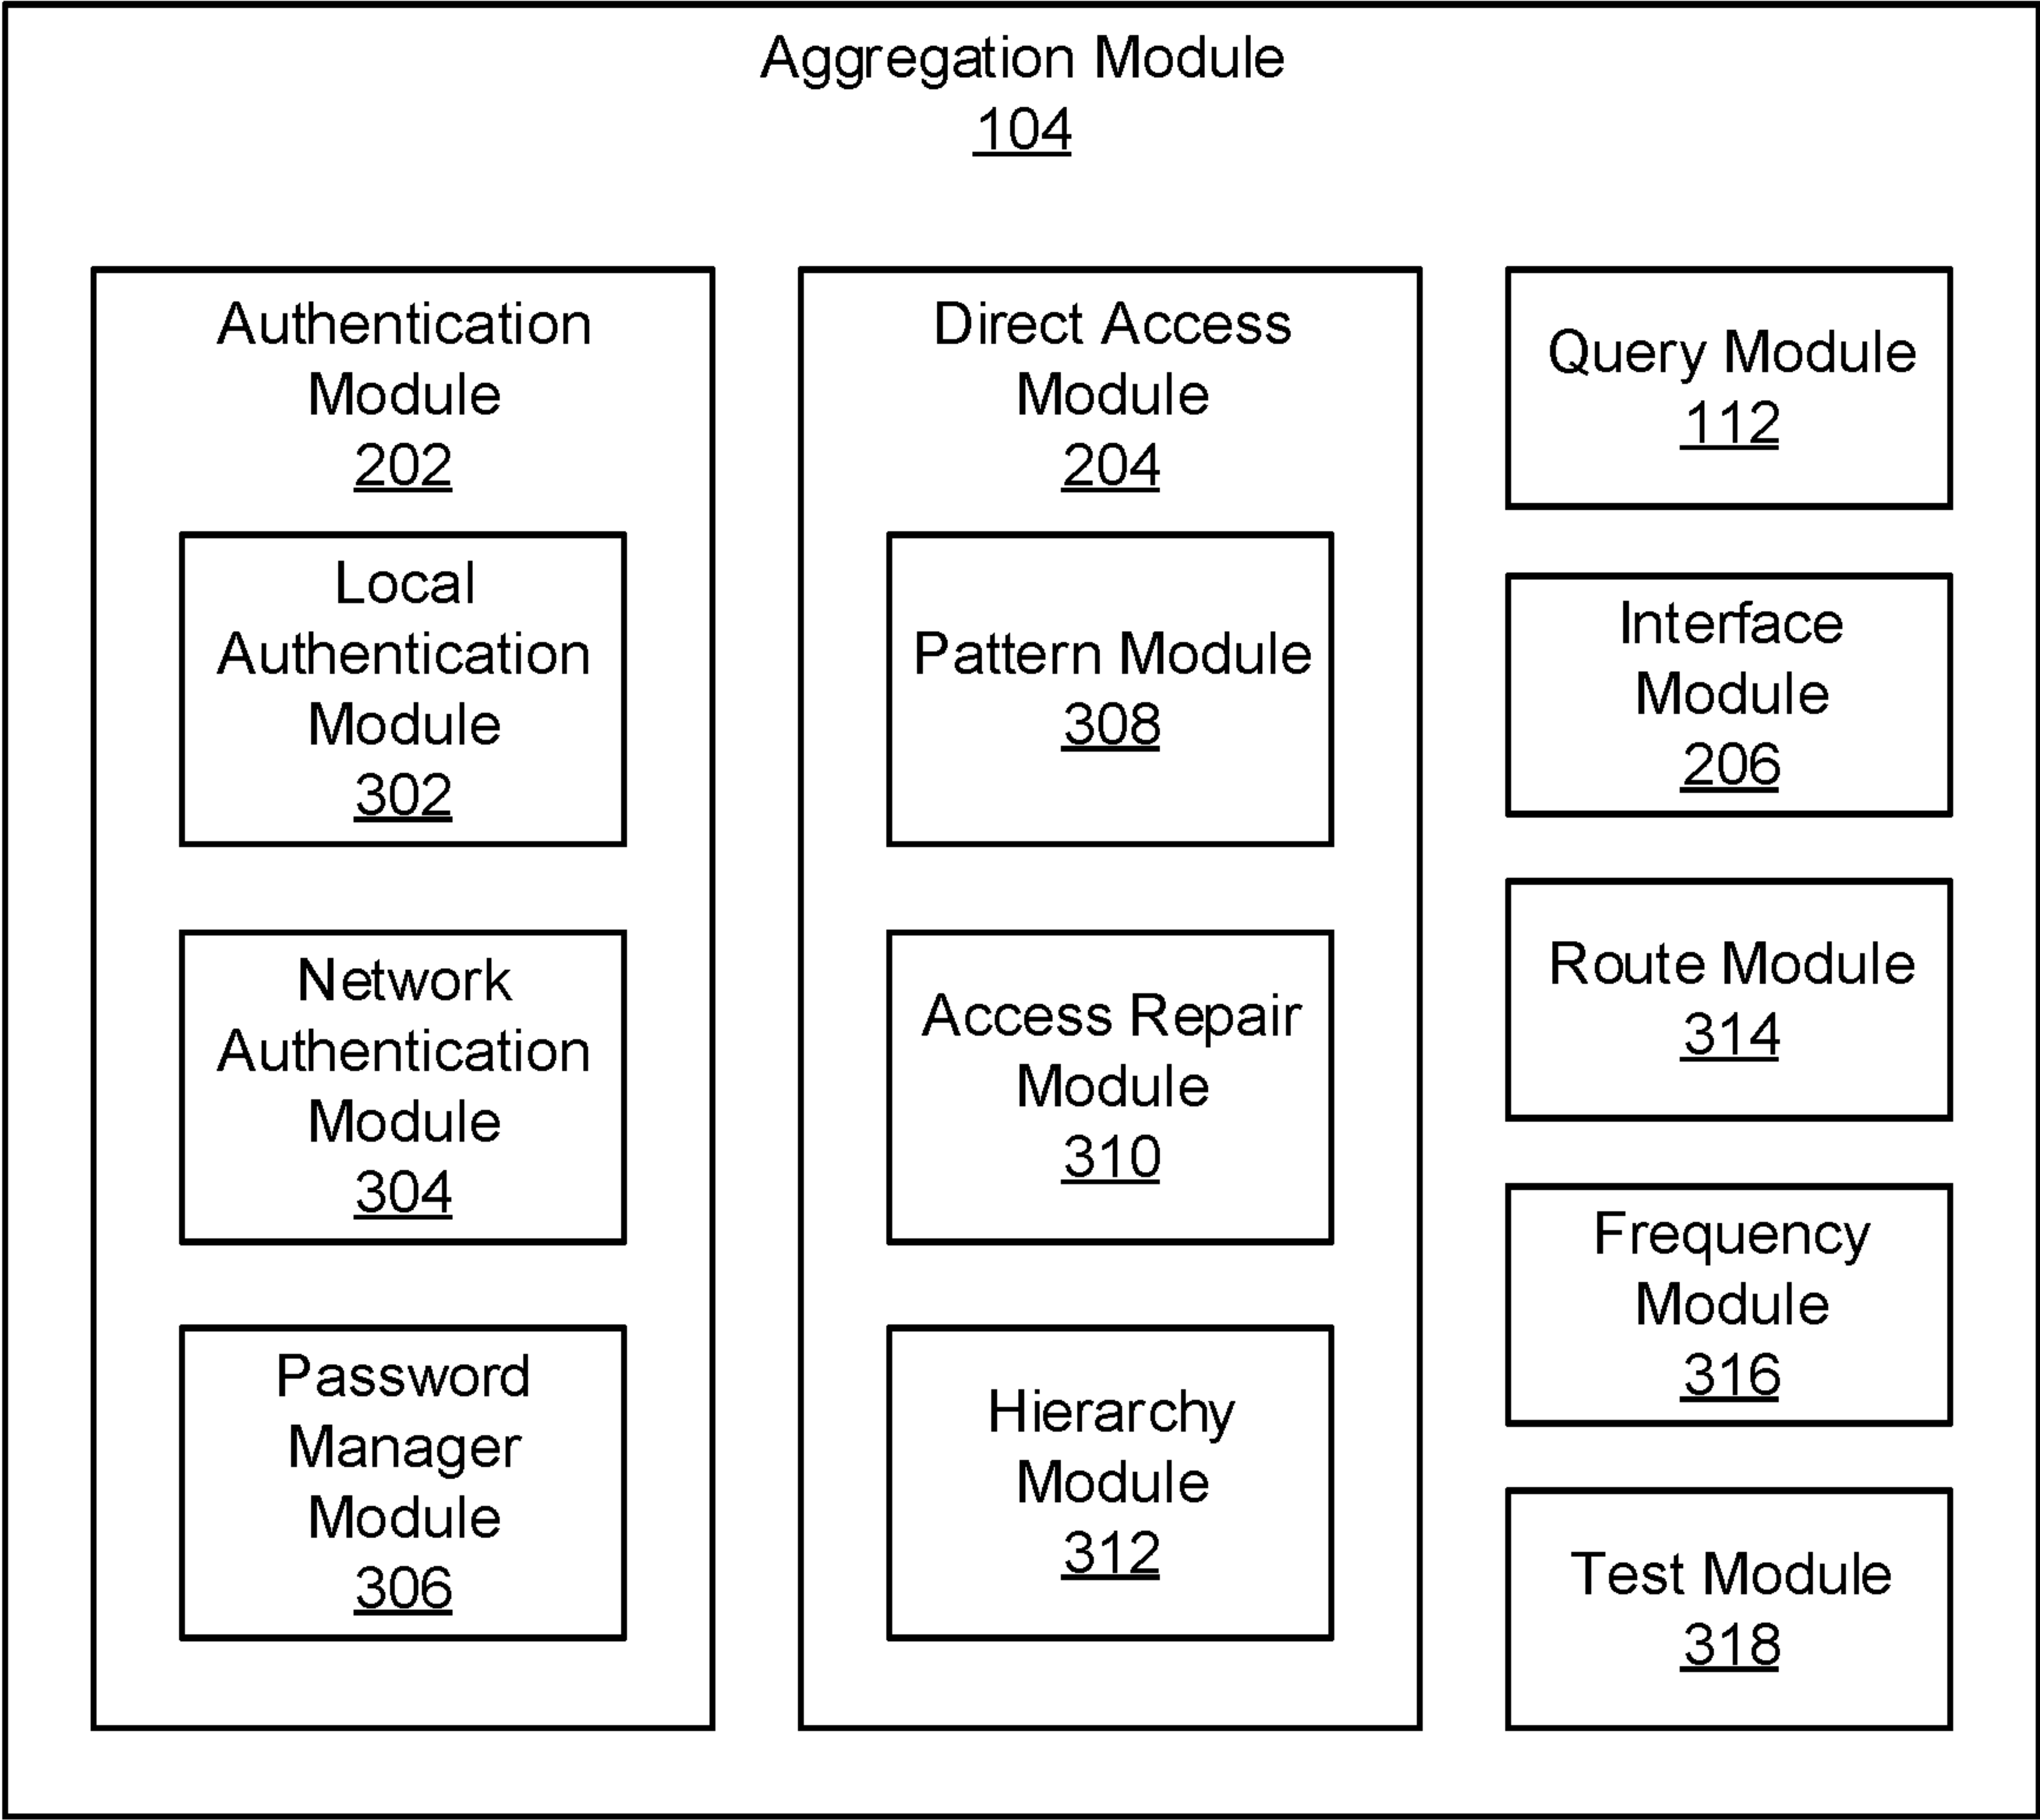 Aggregation Module
104
Authentication
Module
202
Local
Authentication
Module
302
Network
Authentication
Module
304
Password
Manager
Module
306
Direct Access
Module
204
Pattern Module
308
Access Repair
Module
310
Hierarchy
Module
312
Query Module
112
Interface
Module
206
Route Module
314
Frequency
Module
316
Test Module
318